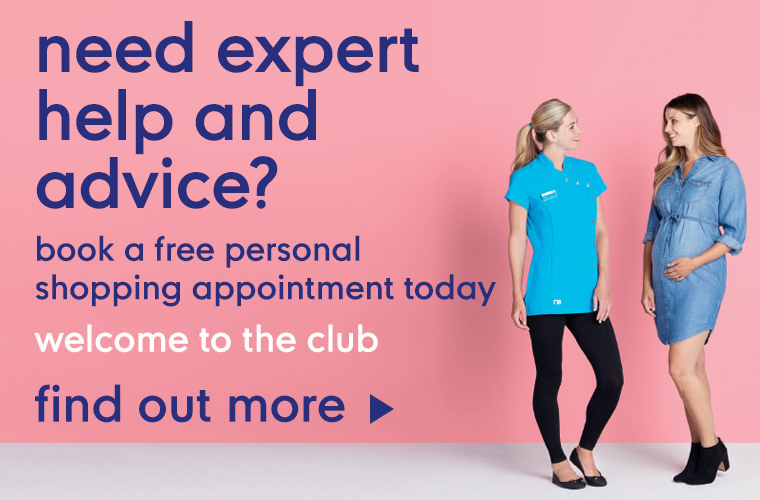 need expert
help and
advice?
book a free personal
shopping appointment today
welcome to the club
find out more